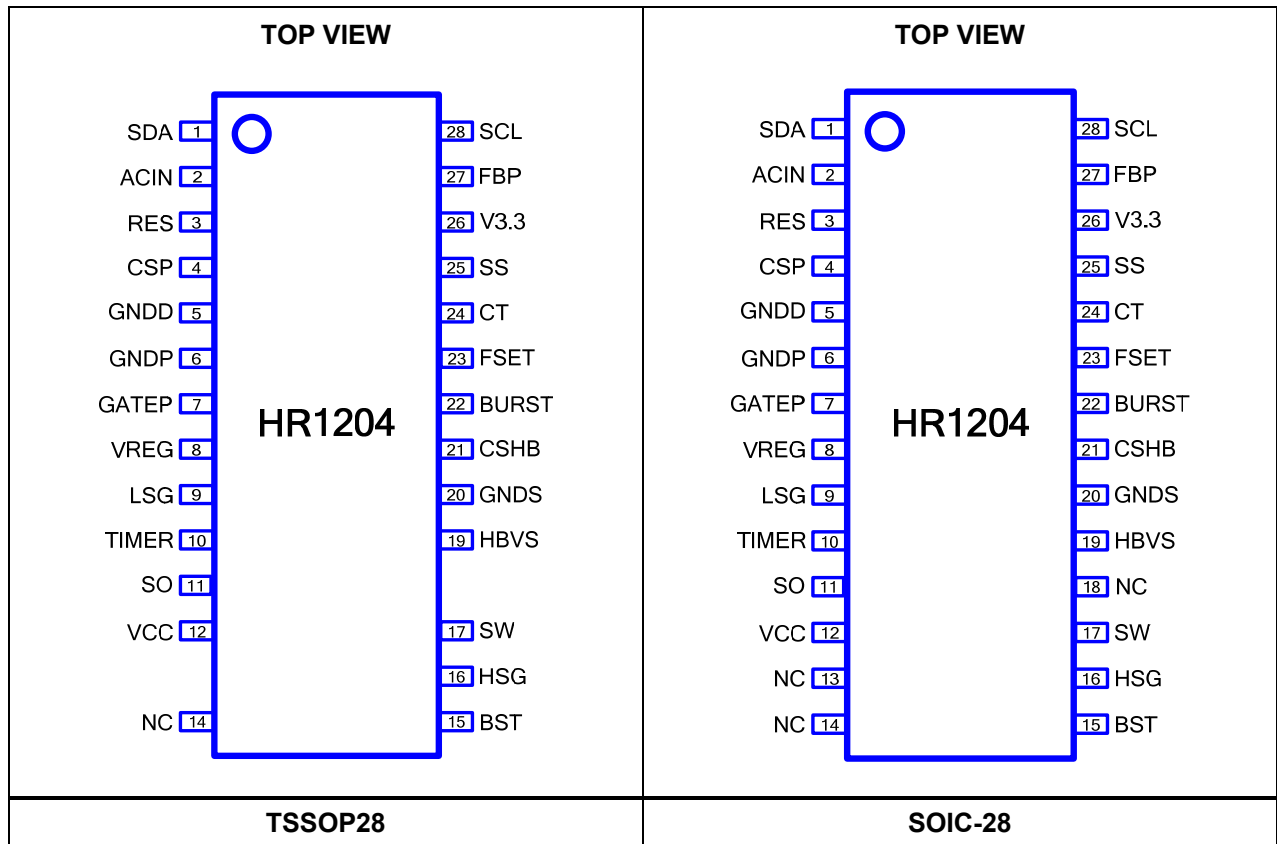 TOP VIEW
SDA 1
ACIN 2
RES 3
CSP 4
GNDD 5
GNDP 6
GATEP 7
VREG 8
LSG 9
TIMER 10
SO 11
VCC 12
NC 14
HR1204
28 SCL
27 FBP
26 V3.3
25 SS
24 CT
23 FSET
22 BURST
21 CSHB
20 GNDS
19 HBVS
17 SW
16 HSG
15 BST
TSSOP28
TOP VIEW
SDA 1
ACIN 2
RES 3
CSP 4
GNDD 5
GNDP 6
GATEP 7
VREG 8
LSG 9
TIMER 10
SO 11
VCC 12
NC 13
NC 14
HR1204
28 SCL
27 FBP
26 V3.3
25 SS
24 CT
23 FSET
22 BURST
21 CSHB
20 GNDS
19 HBVS
18 NC
17 SW
16 HSG
15 BST
SOIC-28